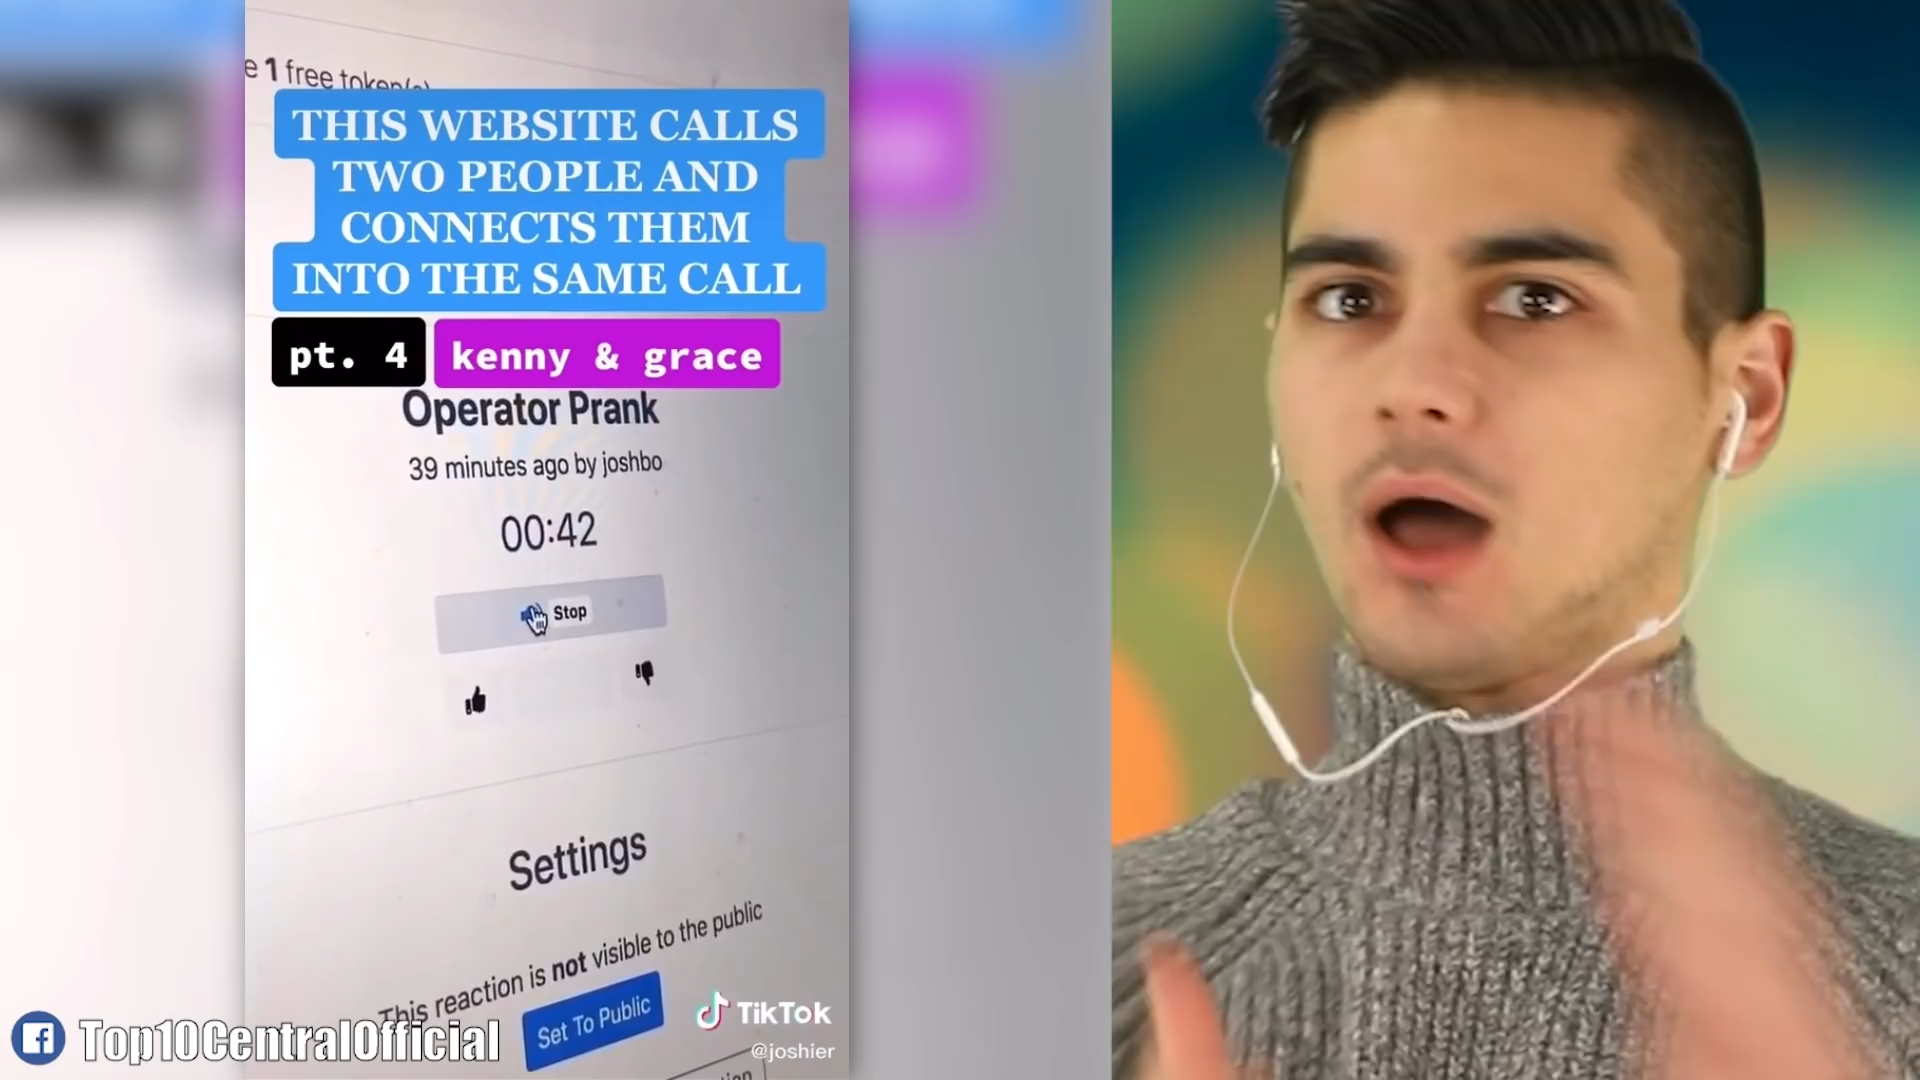 e 1 free token(s)
THIS WEBSITE CALLS
TWO PEOPLE AND
CONNECTS THEM
INTO THE SAME CALL
pt. 4 kenny & grace
Operator Prank
39 minutes ago by joshbo
00:42
Stop
Settings
This reaction is not visible to the public
Set To Public
TikTok
@joshier
Top10CentralOfficial